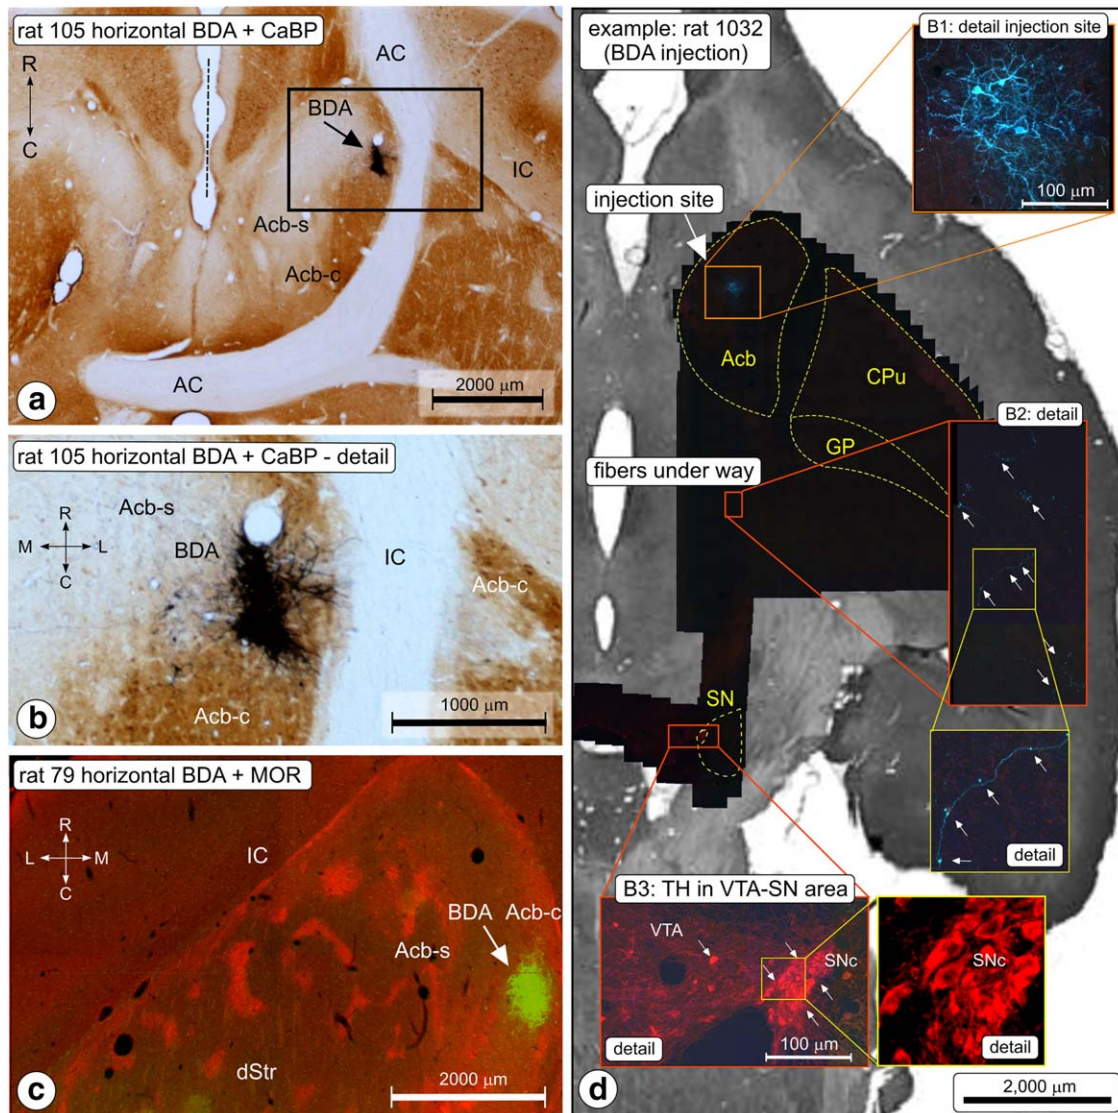 rat 105 horizontal BDA + CaBP
R
C
AC
BDA
IC
Acb-s
Acb-c
AC
2000 µm
a
rat 105 horizontal BDA + CaBP - detail
Acb-s
R
M
L
C
BDA
IC
Acb-c
Acb-c
1000 µm
b
rat 79 horizontal BDA + MOR
R
L
M
C
IC
BDA
Acb-c
Acb-s
dStr
2000 µm
c
example: rat 1032
(BDA injection)
B1: detail injection site
100 µm
injection site
Acb
CPu
GP
B2: detail
fibers under way
SN
detail
B3: TH in VTA-SN area
VTA
SNc
detail
100 µm
SNc
detail
d
2,000 µm